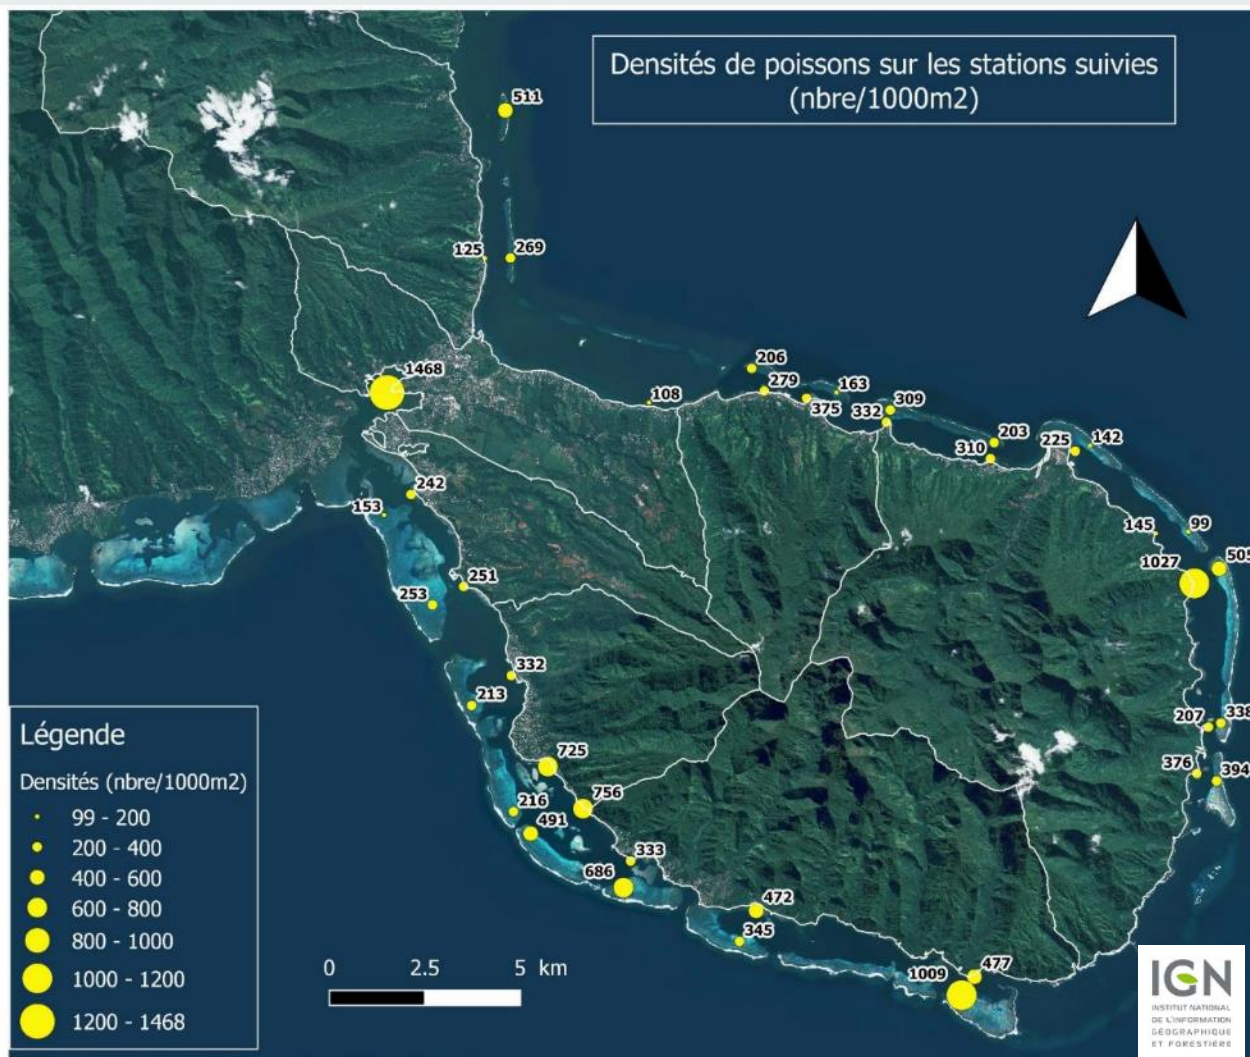 Densités de poissons sur les stations suivies
(nbre/1000m2)
511
125
269
1468
206
108
279
163
375
309
332
203
310
225
142
242
153
99
145
505
1027
251
253
332
213
207
338
725
376
394
756
216
491
333
686
472
345
1009
477
Légende
Densités (nbre/1000m2)
99 - 200
200 - 400
400 - 600
600 - 800
800 - 1000
1000 - 1200
1200 - 1468
0 2.5 5 km
IGN
INSTITUT NATIONAL
DE L'INFORMATION
GÉOGRAPHIQUE
ET FORESTIÈRE